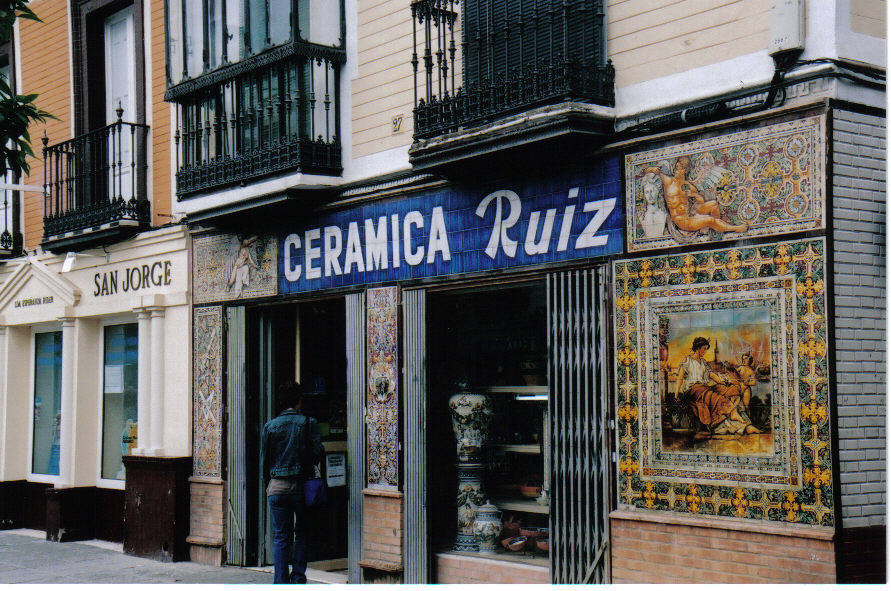 27
CERAMICA Ruiz
SAN JORGE